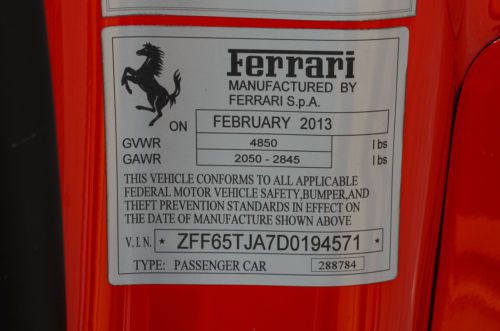 Ferrari
MANUFACTURED BY
FERRARI S.p.A.
ON FEBRUARY 2013
GVWR 4850 lbs
GAWR 2050 - 2845 lbs
THIS VEHICLE CONFORMS TO ALL APPLICABLE
FEDERAL MOTOR VEHICLE SAFETY,BUMPER,AND
THEFT PREVENTION STANDARDS IN EFFECT ON
THE DATE OF MANUFACTURE SHOWN ABOVE
V.I.N. * ZFF65TJA7D0194571 *
TYPE: PASSENGER CAR 288784